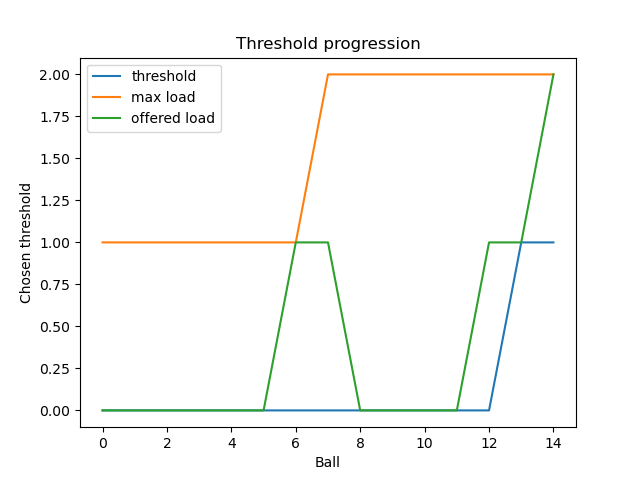 Threshold progression
threshold
max load
offered load
2.00
1.75
1.50
1.25
1.00
0.75
0.50
0.25
0.00
Chosen threshold
0 2 4 6 8 10 12 14
Ball